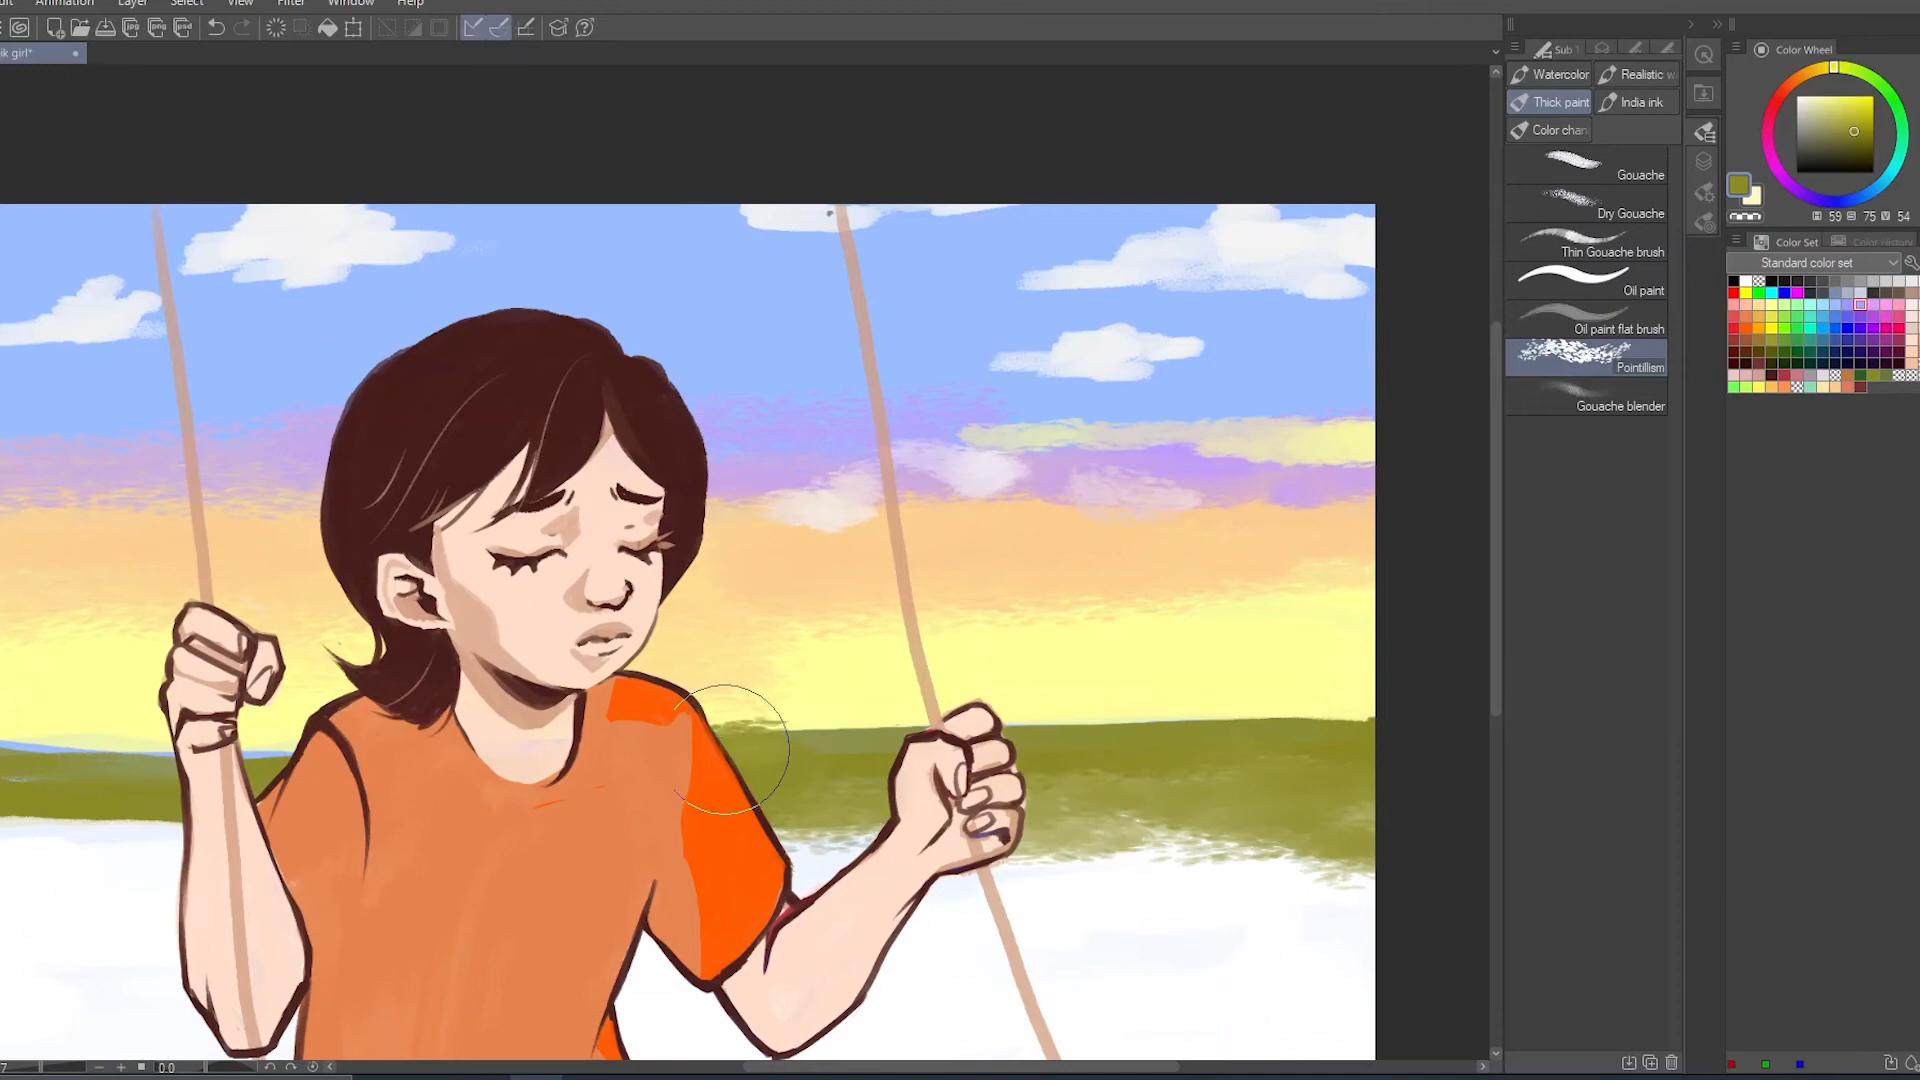 Animation Layer Select View Filter Window Help
ik girl*
Sub
Watercolor
Realistic w
Thick paint
India ink
Color chan
Gouache
Dry Gouache
Thin Gouache brush
Oil paint
Oil paint flat brush
Pointillism
Gouache blender
Color Wheel
H 59 S 75 V 54
Color Set
Color History
Standard color set
7
0.0